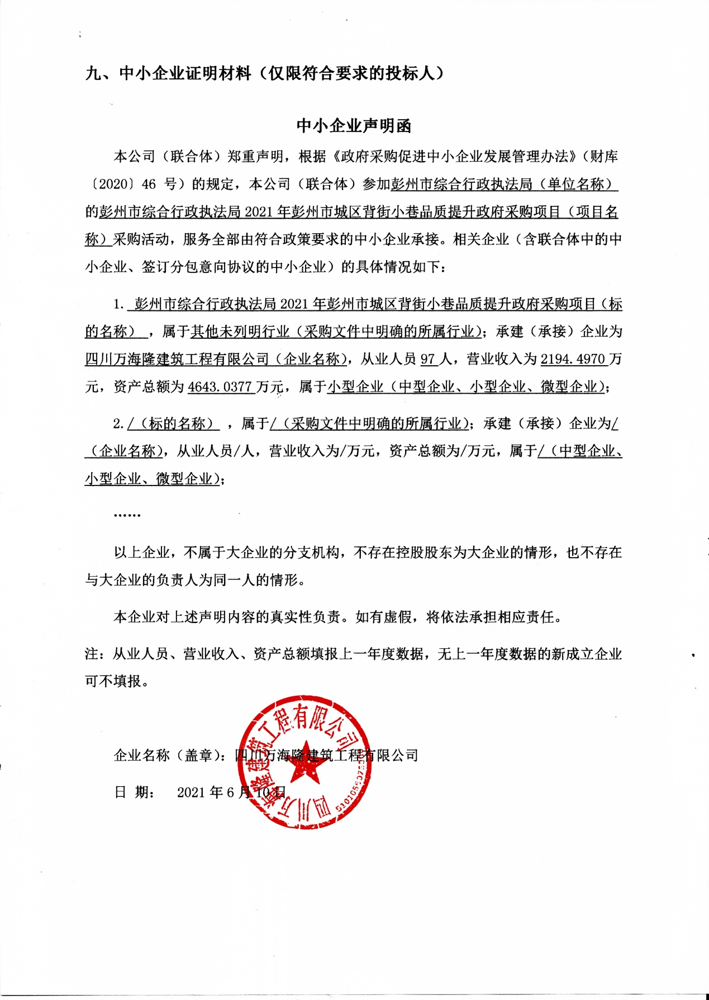 九、中小企业证明材料（仅限符合要求的投标人）
中小企业声明函
本公司（联合体）郑重声明，根据《政府采购促进中小企业发展管理办法》（财库
〔2020〕46 号）的规定，本公司（联合体）参加彭州市综合行政执法局（单位名称）
的彭州市综合行政执法局 2021 年彭州市城区背街小巷品质提升政府采购项目（项目名
称）采购活动，服务全部由符合政策要求的中小企业承接。相关企业（含联合体中的中
小企业、签订分包意向协议的中小企业）的具体情况如下：
1. 彭州市综合行政执法局 2021 年彭州市城区背街小巷品质提升政府采购项目（标
的名称） ，属于其他未列明行业（采购文件中明确的所属行业）；承建（承接）企业为
四川万海隆建筑工程有限公司（企业名称），从业人员 97 人，营业收入为 2194.4970 万
元，资产总额为 4643.0377 万元，属于小型企业（中型企业、小型企业、微型企业）；
2. /（标的名称） ，属于/（采购文件中明确的所属行业）；承建（承接）企业为/
（企业名称），从业人员/人，营业收入为/万元，资产总额为/万元，属于/（中型企业、
小型企业、微型企业）；
……
以上企业，不属于大企业的分支机构，不存在控股股东为大企业的情形，也不存在
与大企业的负责人为同一人的情形。
本企业对上述声明内容的真实性负责。如有虚假，将依法承担相应责任。
注：从业人员、营业收入、资产总额填报上一年度数据，无上一年度数据的新成立企业
可不填报。
企业名称（盖章）：四川万海隆建筑工程有限公司
日 期： 2021 年 6 月 10 日
四川万海隆建筑工程有限公司